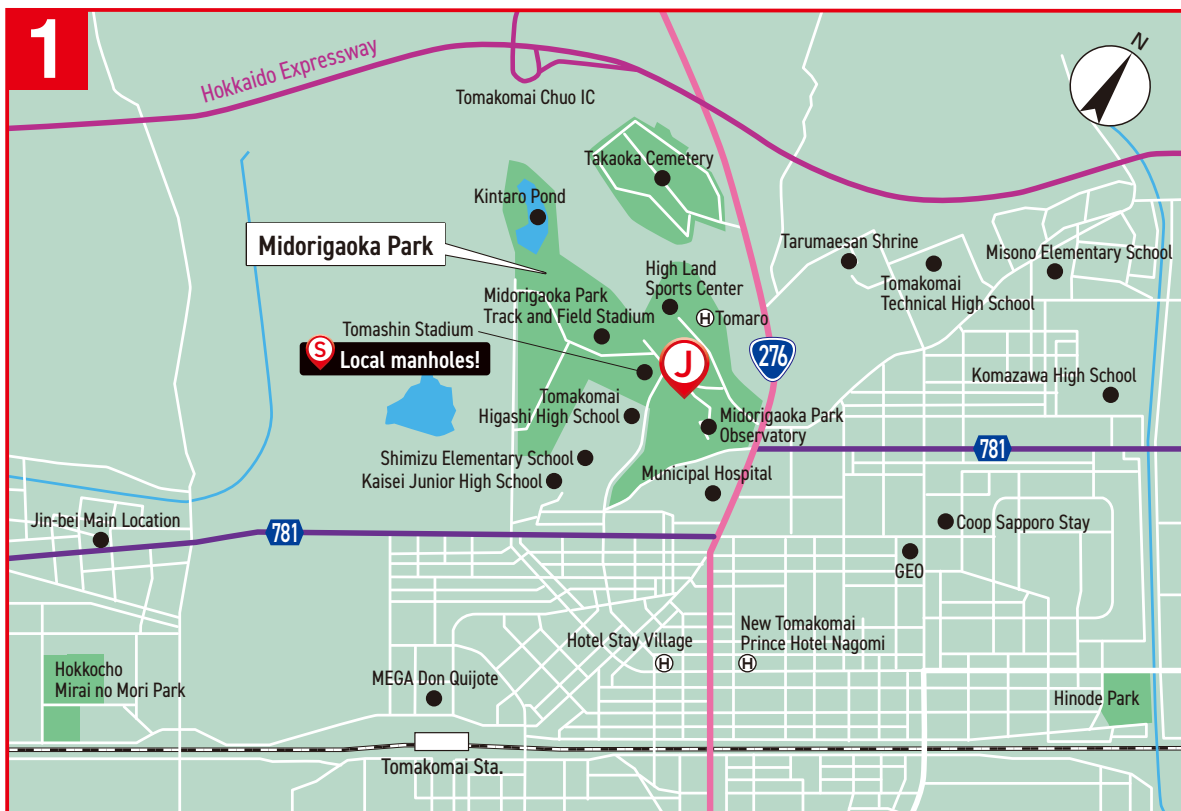 1
Hokkaido Expressway
N
Tomakomai Chuo IC
Takaoka Cemetery
Kintaro Pond
Midorigaoka Park
Tarumaesan Shrine
Misono Elementary School
High Land
Sports Center
Tomakomai
Technical High School
Midorigaoka Park
Track and Field Stadium
H Tomaro
Tomashin Stadium
S Local manholes!
J
276
Komazawa High School
Tomakomai
Higashi High School
Midorigaoka Park
Observatory
781
Shimizu Elementary School
Kaisei Junior High School
Municipal Hospital
Jin-bei Main Location
781
Coop Sapporo Stay
GEO
Hotel Stay Village
H
New Tomakomai
Prince Hotel Nagomi
H
Hokkocho
Mirai no Mori Park
MEGA Don Quijote
Hinode Park
Tomakomai Sta.